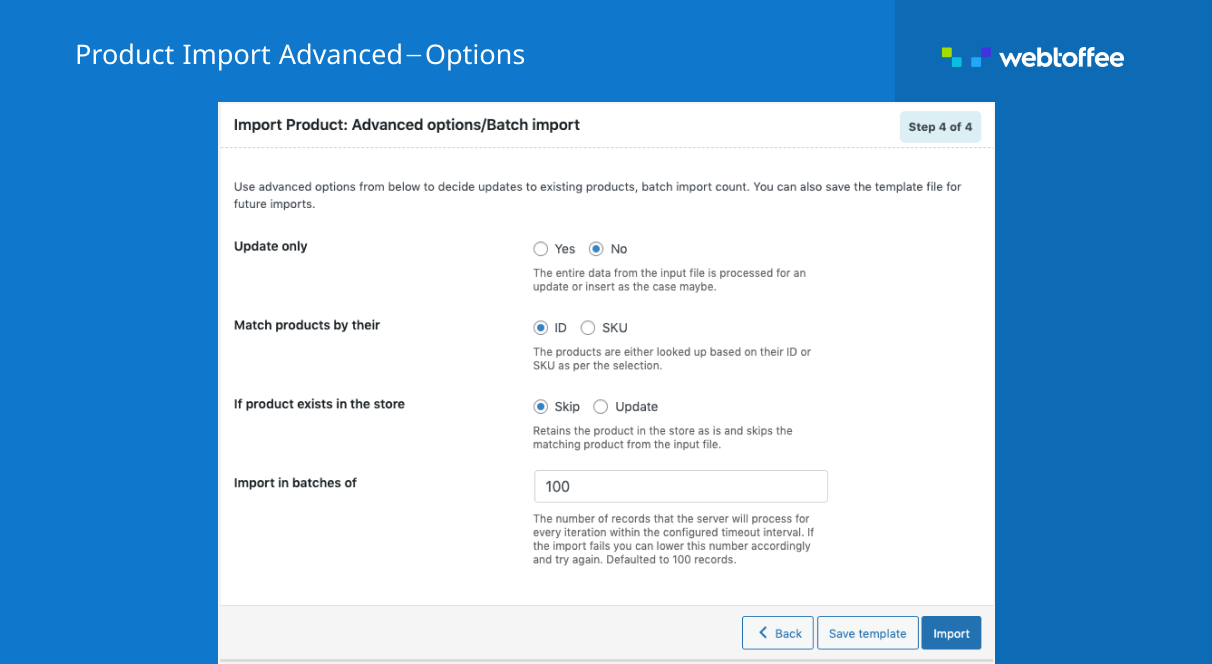 Product Import Advanced – Options
webtoffee
Import Product: Advanced options/Batch import
Step 4 of 4
Use advanced options from below to decide updates to existing products, batch import count. You can also save the template file for
future imports.
Update only
Yes No
The entire data from the input file is processed for an
update or insert as the case maybe.
Match products by their
ID SKU
The products are either looked up based on their ID or
SKU as per the selection.
If product exists in the store
Skip Update
Retains the product in the store as is and skips the
matching product from the input file.
Import in batches of
100
The number of records that the server will process for
every iteration within the configured timeout interval. If
the import fails you can lower this number accordingly
and try again. Defaulted to 100 records.
Back
Save template
Import